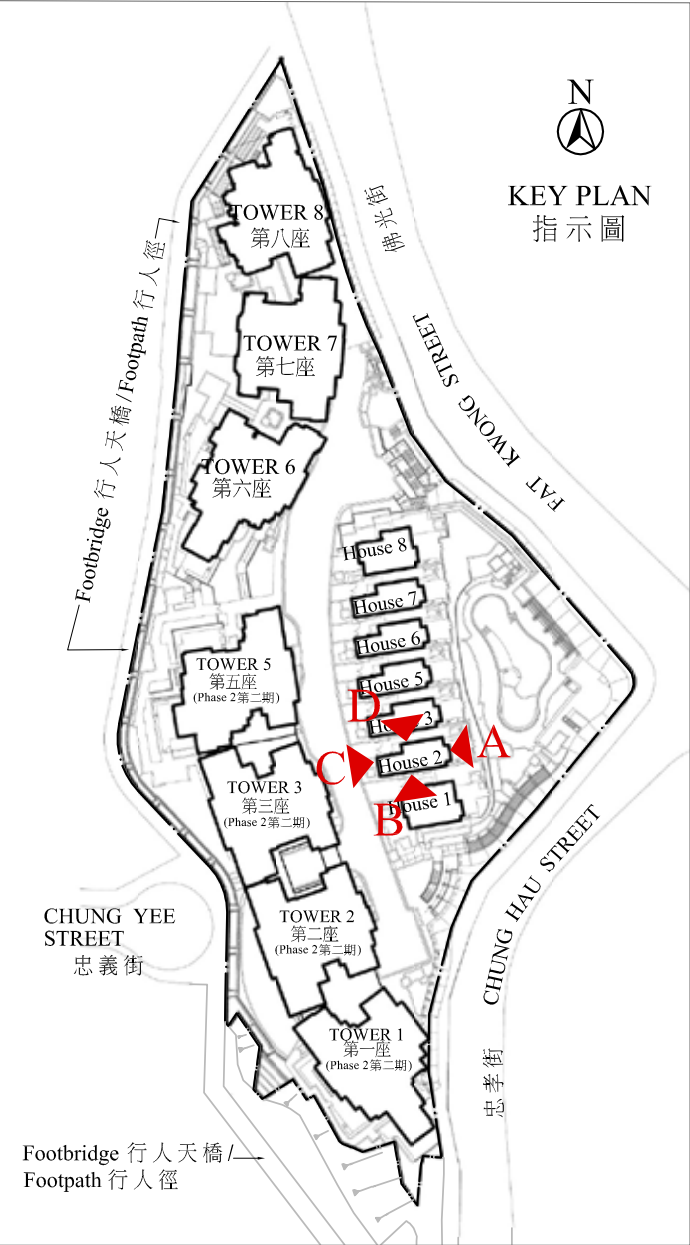 N
KEY PLAN
指示圖
TOWER 8
第八座
佛光街
FAT KWONG STREET
Footbridge 行人天橋/Footpath 行人徑
TOWER 7
第七座
TOWER 6
第六座
House 8
House 7
House 6
House 5
House 3
House 2
House 1
D
A
C
B
TOWER 5
第五座
(Phase 2第二期)
TOWER 3
第三座
(Phase 2第二期)
TOWER 2
第二座
(Phase 2第二期)
TOWER 1
第一座
(Phase 2第二期)
CHUNG YEE
STREET
忠義街
CHUNG HAU STREET
忠孝街
Footbridge 行人天橋/
Footpath 行人徑